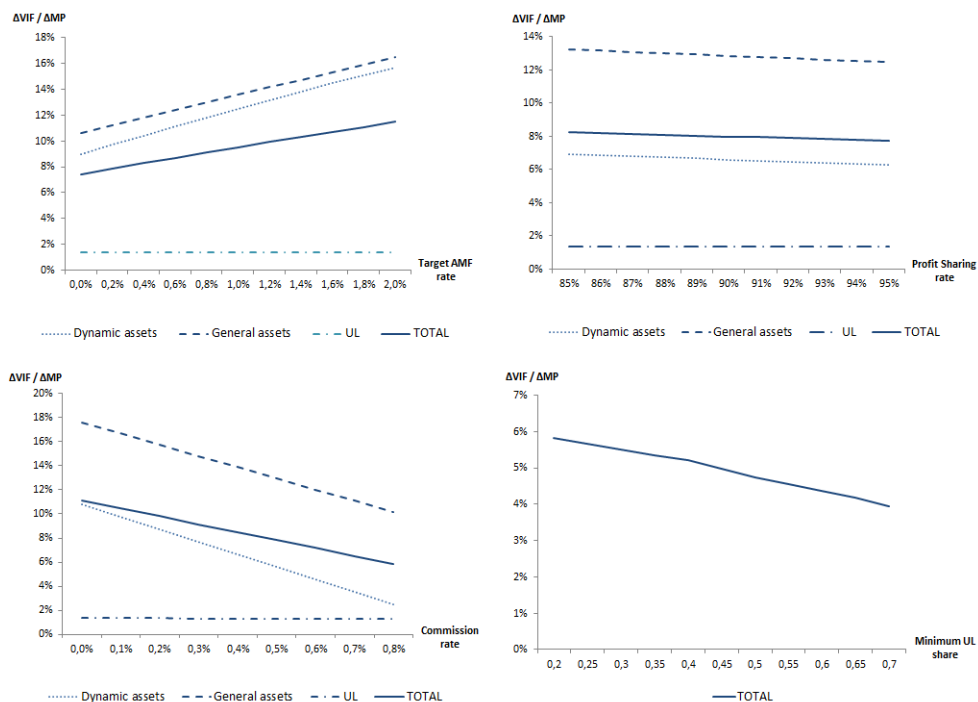 ΔVIF / ΔMP
18%
16%
14%
12%
10%
8%
6%
4%
2%
0%
0,0% 0,2% 0,4% 0,6% 0,8% 1,0% 1,2% 1,4% 1,6% 1,8% 2,0%
Target AMF
rate
Dynamic assets General assets UL TOTAL
ΔVIF / ΔMP
14%
12%
10%
8%
6%
4%
2%
0%
85% 86% 87% 88% 89% 90% 91% 92% 93% 94% 95%
Profit Sharing
rate
Dynamic assets General assets UL TOTAL
ΔVIF / ΔMP
20%
18%
16%
14%
12%
10%
8%
6%
4%
2%
0%
0,0% 0,1% 0,2% 0,3% 0,4% 0,5% 0,6% 0,7% 0,8%
Commission
rate
Dynamic assets General assets UL TOTAL
ΔVIF / ΔMP
7%
6%
5%
4%
3%
2%
1%
0%
0,2 0,25 0,3 0,35 0,4 0,45 0,5 0,55 0,6 0,65 0,7
Minimum UL
share
TOTAL